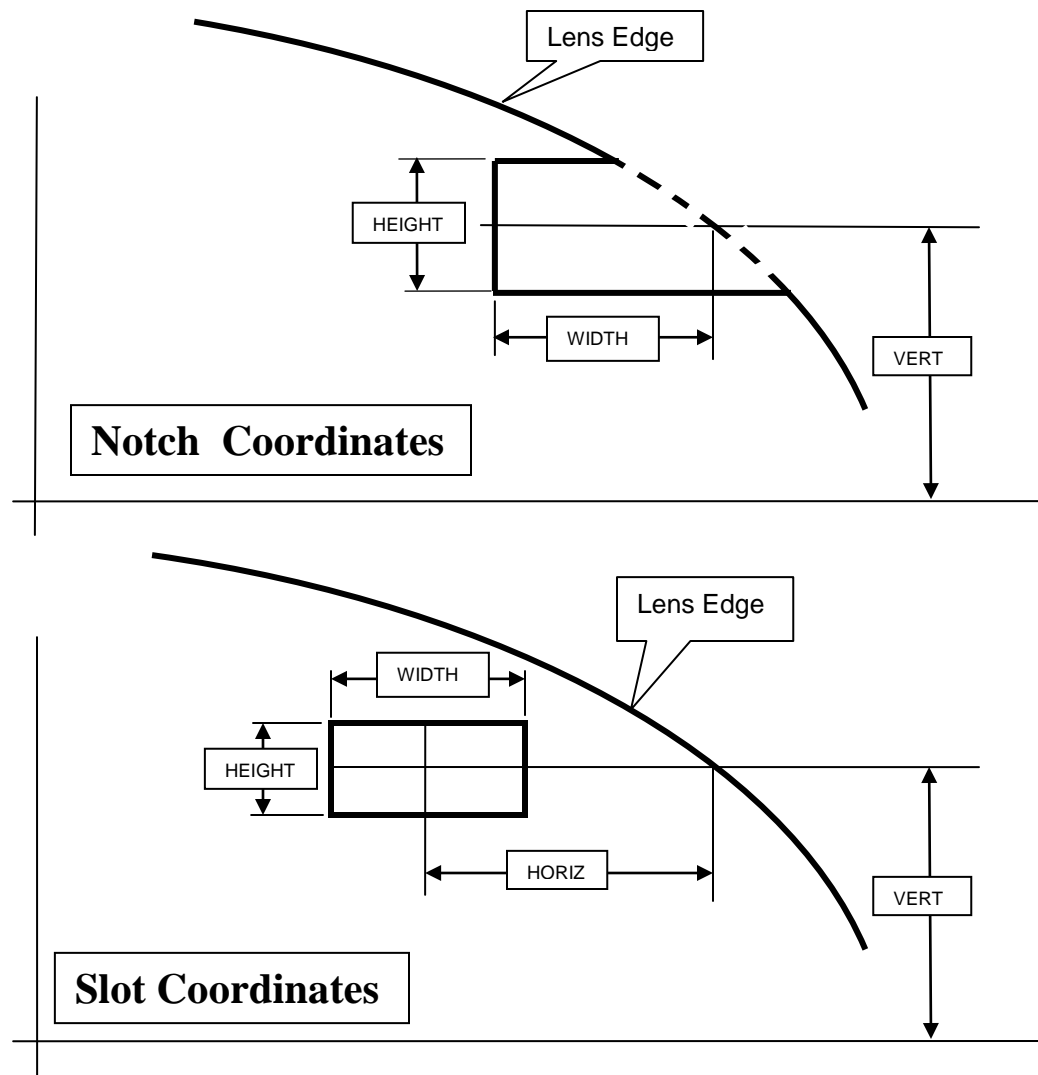 Lens Edge
HEIGHT
WIDTH
VERT
Notch Coordinates
Lens Edge
WIDTH
HEIGHT
HORIZ
VERT
Slot Coordinates